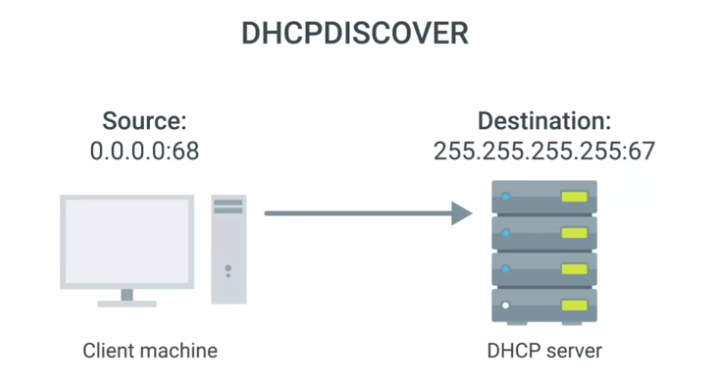 DHCPDISCOVER
Source:
0.0.0.0:68
Destination:
255.255.255.255:67
Client machine
DHCP server